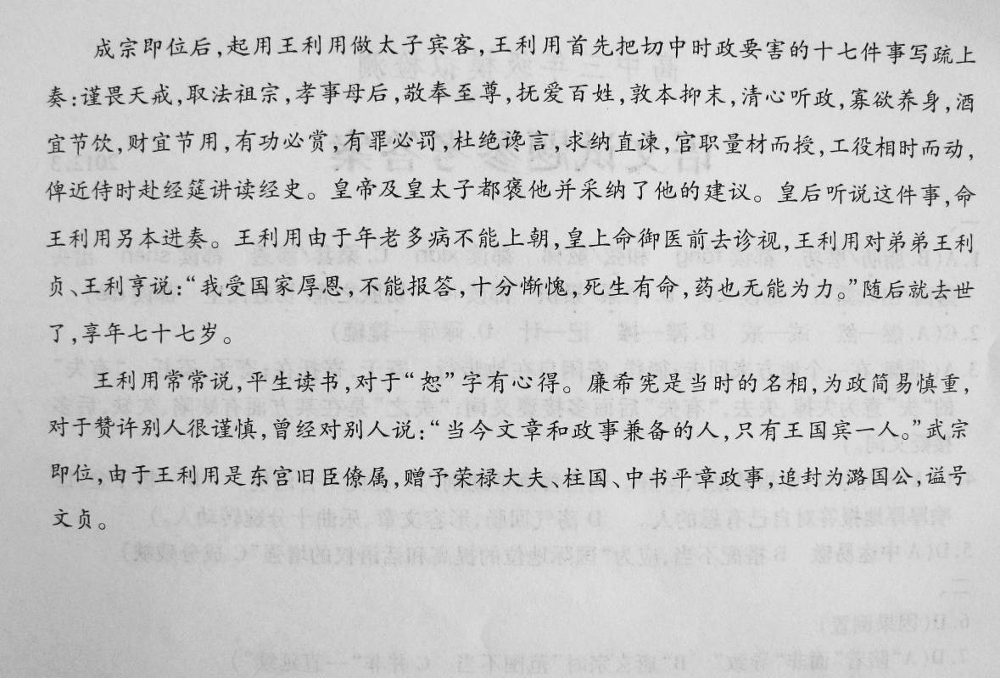 成宗即位后,起用王利用做太子宾客,王利用首先把切中时政要害的十七件事写疏上
奏:谨畏天戒,取法祖宗,孝事母后,敬奉至尊,抚爱百姓,敦本抑末,清心听政,寡欲养身,酒
宜节饮,财宜节用,有功必赏,有罪必罚,杜绝谗言,求纳直谏,官职量材而授,工役相时而动,
俾近侍时赴经筵讲读经史。皇帝及皇太子都褒他并采纳了他的建议。皇后听说这件事,命
王利用另本进奏。王利用由于年老多病不能上朝,皇上命御医前去诊视,王利用对弟弟王利
贞、王利亨说:“我受国家厚恩,不能报答,十分惭愧,死生有命,药也无能为力。”随后就去世
了,享年七十七岁。
王利用常常说,平生读书,对于“恕”字有心得。廉希宪是当时的名相,为政简易慎重,
对于赞许别人很谨慎,曾经对别人说:“当今文章和政事兼备的人,只有王国宾一人。”武宗
即位,由于王利用是东宫旧臣僚属,赠予荣禄大夫、柱国、中书平章政事,追封为潞国公,谥号
文贞。